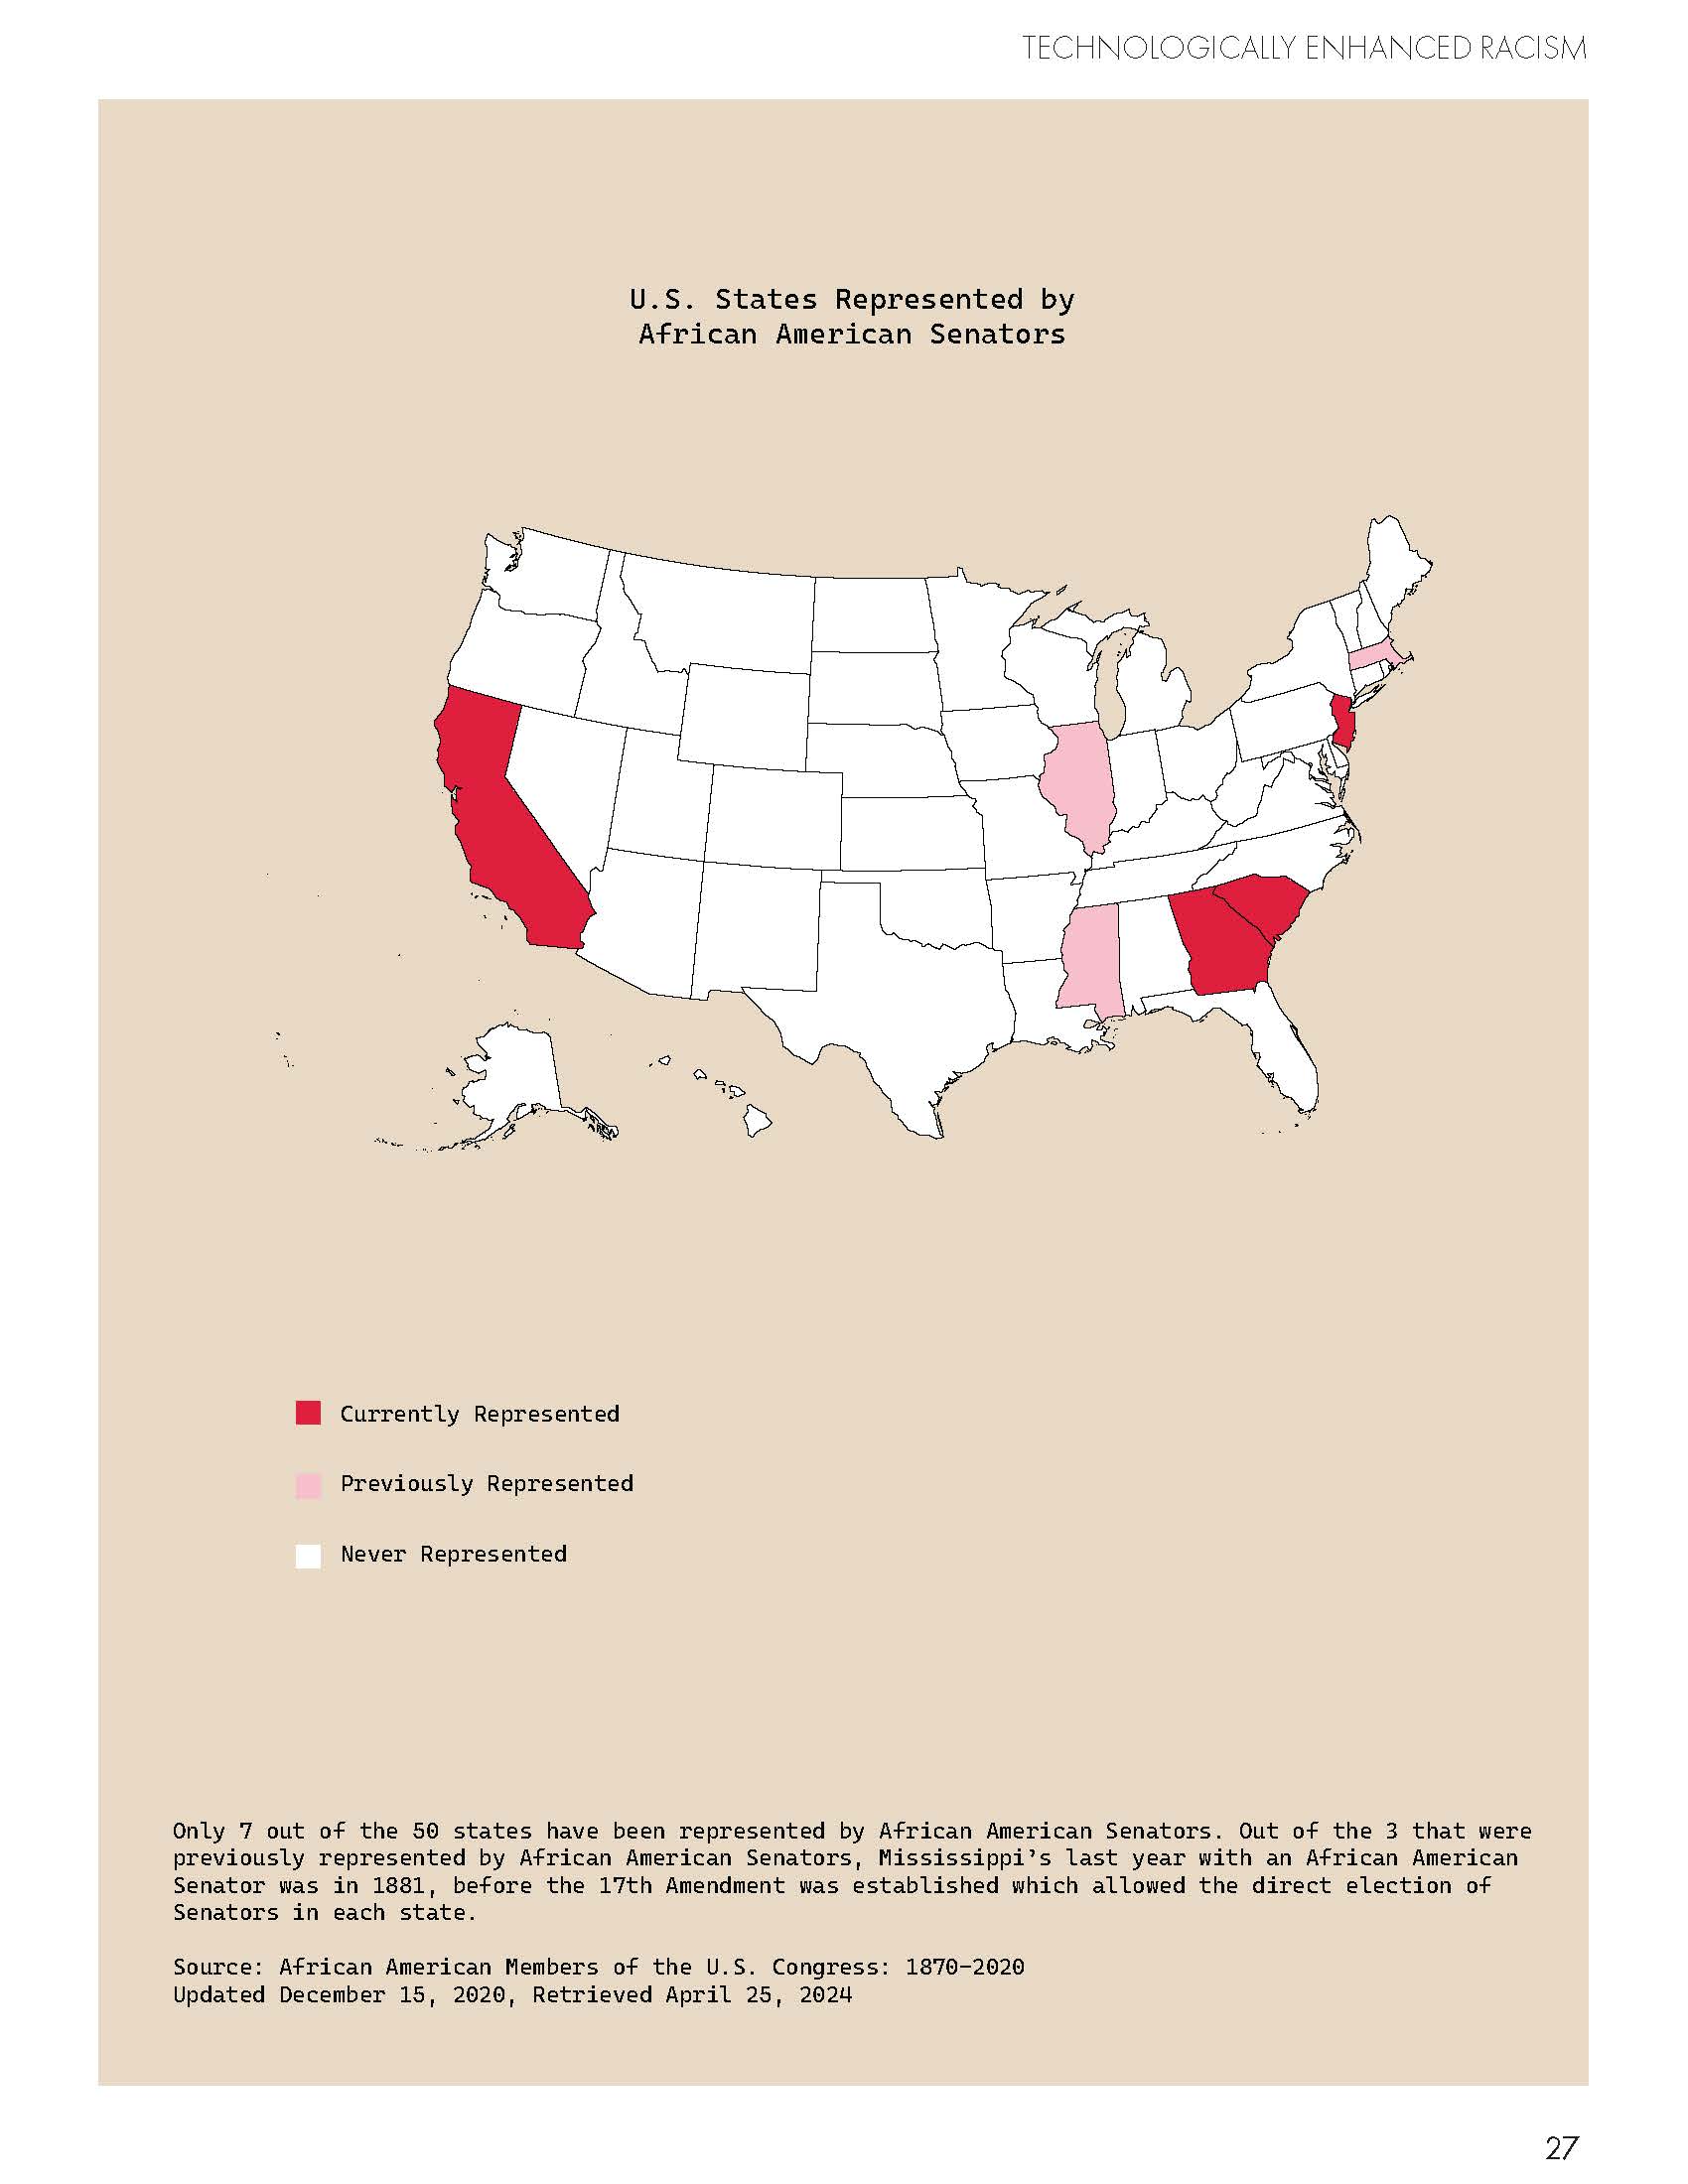 TECHNOLOGICALLY ENHANCED RACISM
U.S. States Represented by
African American Senators
Currently Represented
Previously Represented
Never Represented
Only 7 out of the 50 states have been represented by African American Senators. Out of the 3 that were
previously represented by African American Senators, Mississippi's last year with an African American
Senator was in 1881, before the 17th Amendment was established which allowed the direct election of
Senators in each state.
Source: African American Members of the U.S. Congress: 1870-2020
Updated December 15, 2020, Retrieved April 25, 2024
27